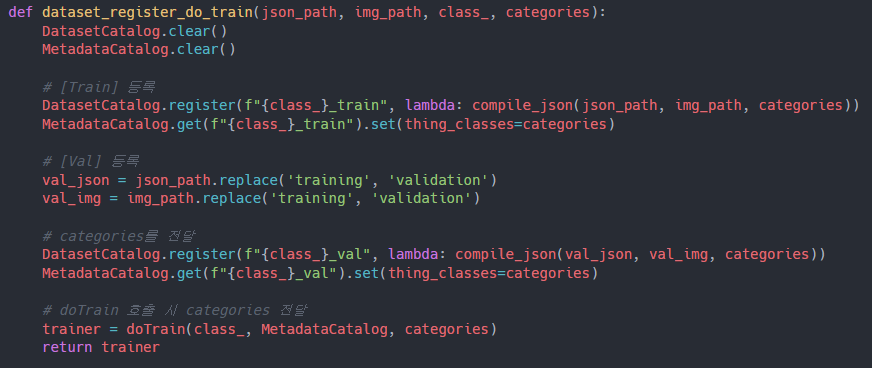 def dataset_register_do_train(json_path, img_path, class_, categories):
    DatasetCatalog.clear()
    MetadataCatalog.clear()

    # [Train] 등록
    DatasetCatalog.register(f"{class_}_train", lambda: compile_json(json_path, img_path, categories))
    MetadataCatalog.get(f"{class_}_train").set(thing_classes=categories)

    # [Val] 등록
    val_json = json_path.replace('training', 'validation')
    val_img = img_path.replace('training', 'validation')

    # categories를 전달
    DatasetCatalog.register(f"{class_}_val", lambda: compile_json(val_json, val_img, categories))
    MetadataCatalog.get(f"{class_}_val").set(thing_classes=categories)

    # doTrain 호출 시 categories 전달
    trainer = doTrain(class_, MetadataCatalog, categories)
    return trainer